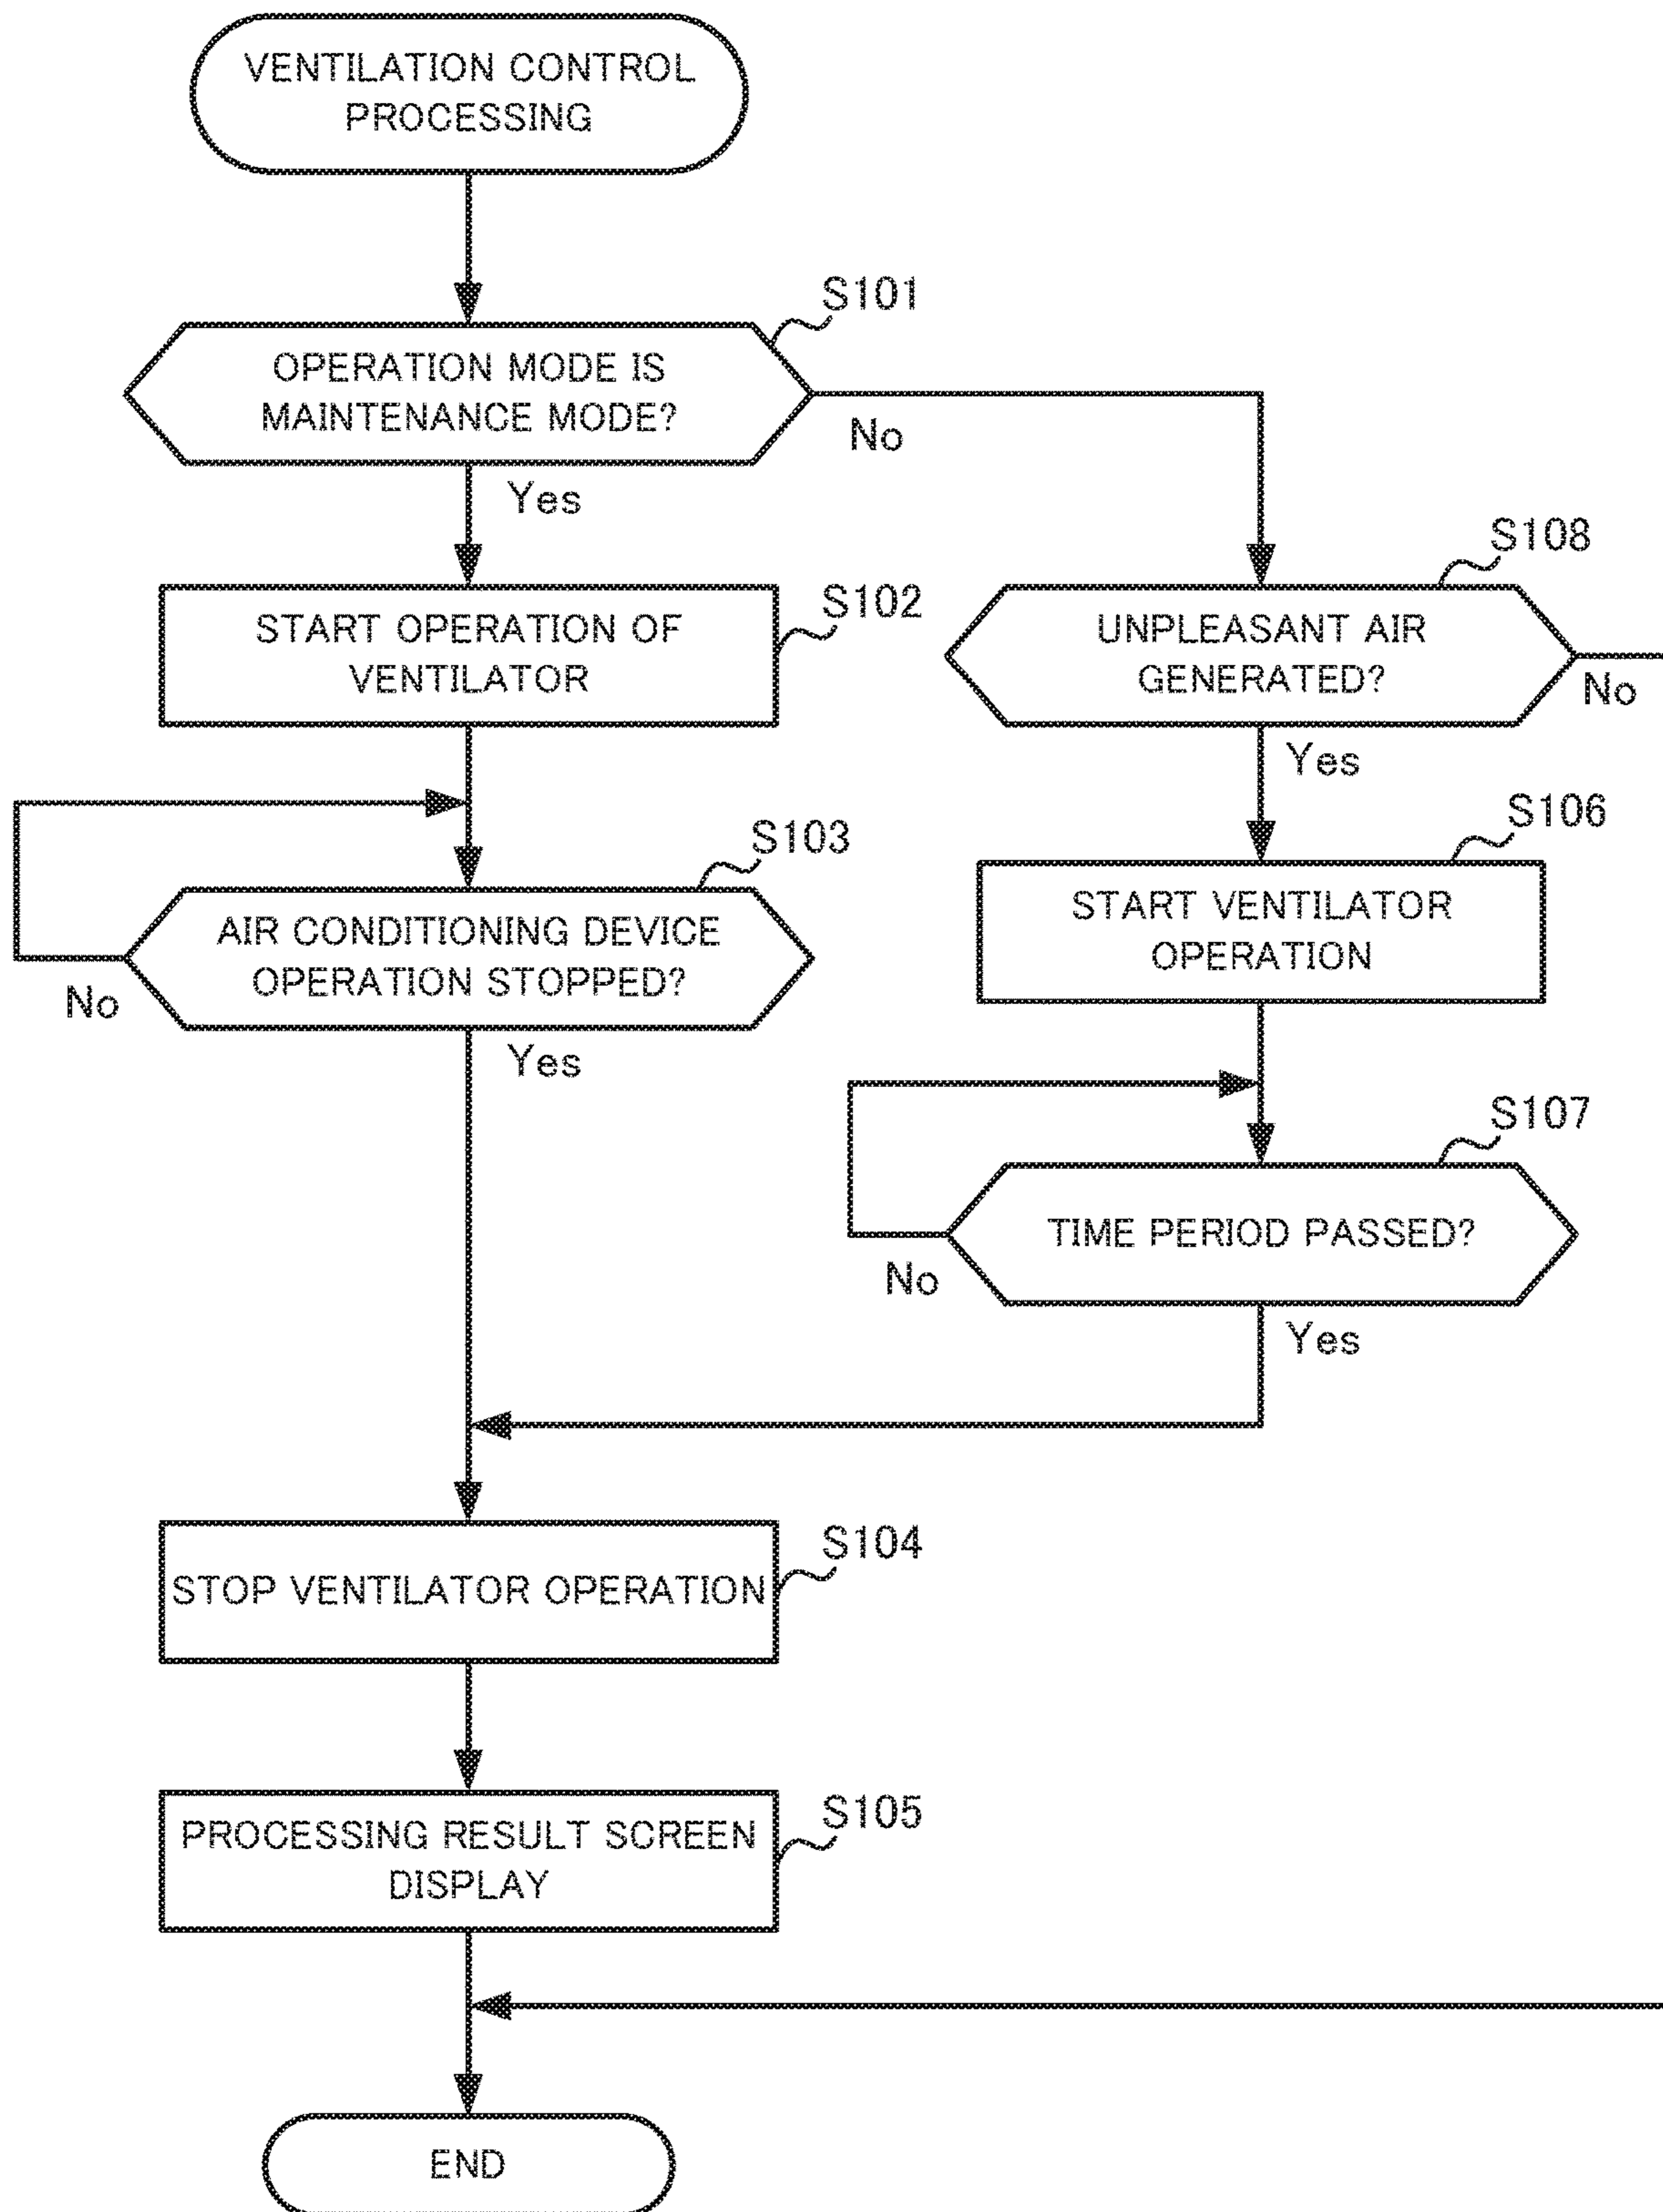 VENTILATION CONTROL
PROCESSING
S101
OPERATION MODE IS
MAINTENANCE MODE?
No
Yes
S108
S102
START OPERATION OF
VENTILATOR
UNPLEASANT AIR
GENERATED?
No
Yes
S106
S103
START VENTILATOR
OPERATION
AIR CONDITIONING DEVICE
OPERATION STOPPED?
No
Yes
S107
TIME PERIOD PASSED?
No
Yes
S104
STOP VENTILATOR OPERATION
S105
PROCESSING RESULT SCREEN
DISPLAY
END